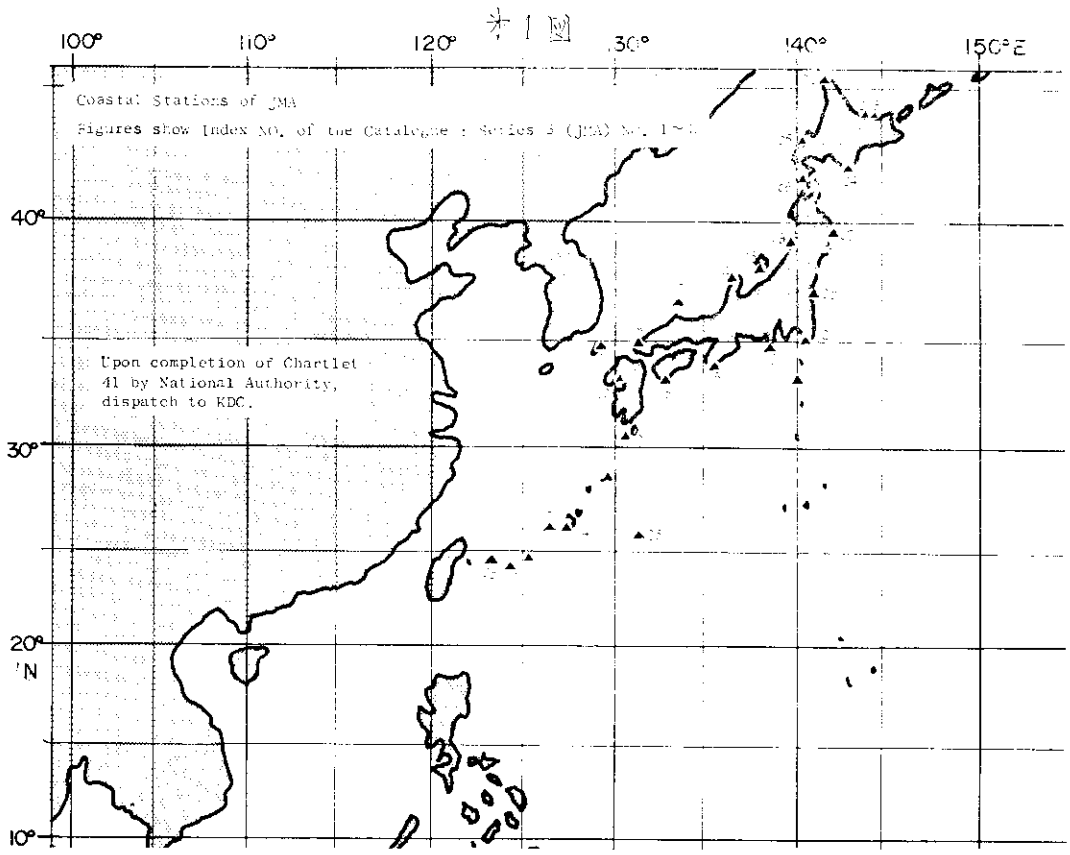 米1図
100° 110° 120° 130° 140° 150°E
Coastal Stations of JMA
Figures show Index NO. of the Catalogue : Series 3 (JMA) No. 1~
40°
Upon completion of Chartlet
41 by National Authority,
dispatch to KDC.
30°
20°
'N
10°